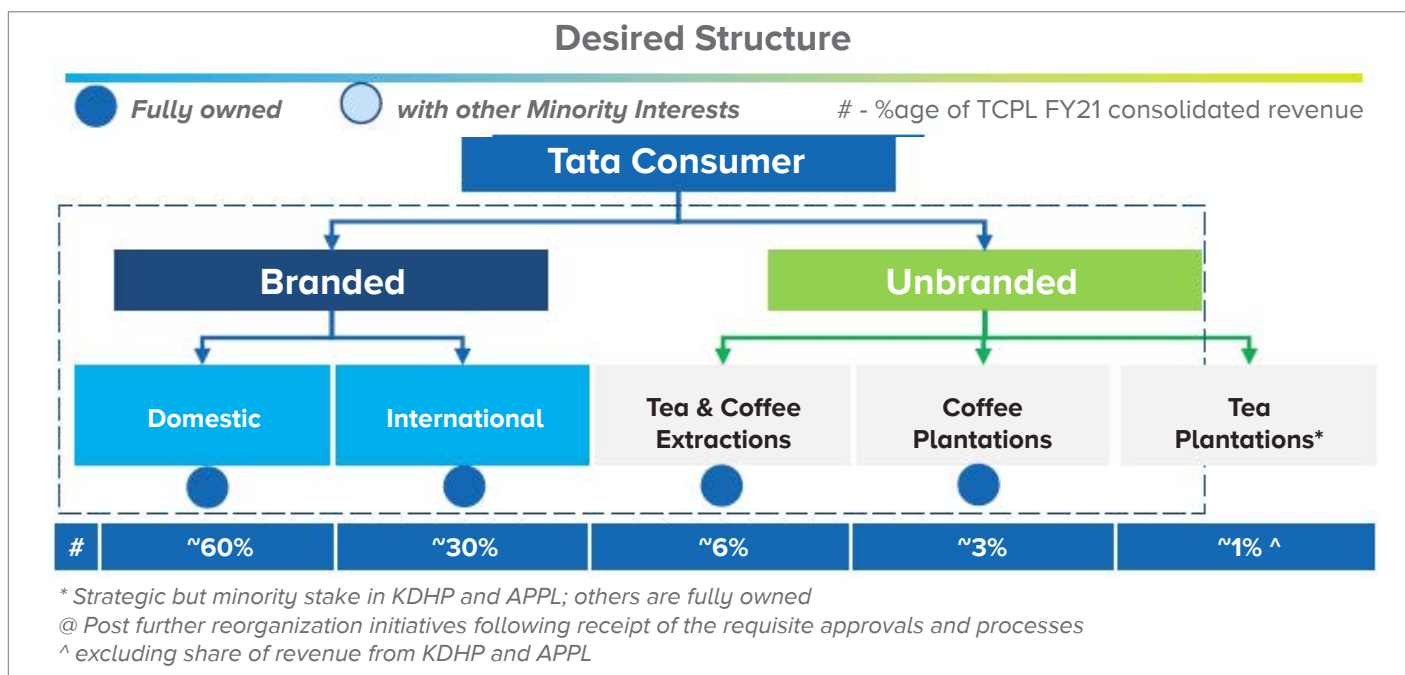 Desired Structure
Fully owned with other Minority Interests # - %age of TCPL FY21 consolidated revenue
Tata Consumer
Branded Unbranded
Domestic International Tea & Coffee Extractions Coffee Plantations Tea Plantations*
# ~60% ~30% ~6% ~3% ~1% ^
* Strategic but minority stake in KDHP and APPL; others are fully owned
@ Post further reorganization initiatives following receipt of the requisite approvals and processes
^ excluding share of revenue from KDHP and APPL